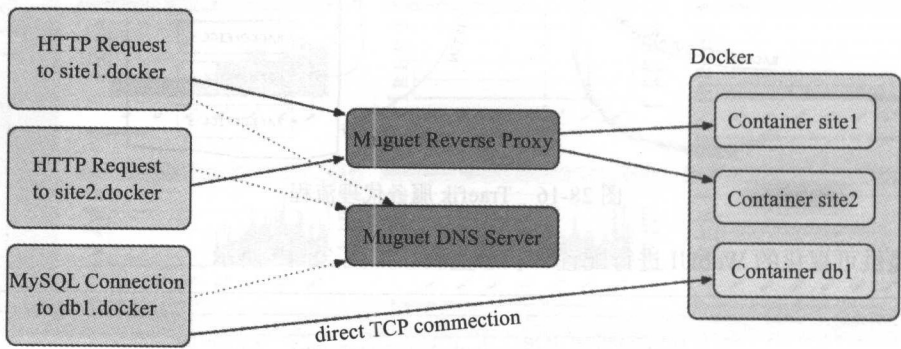 HTTP Request
to site1.docker
HTTP Request
to site2.docker
MySQL Connection
to db1.docker
Muguet Reverse Proxy
Muguet DNS Server
direct TCP commection
Docker
Container site1
Container site2
Container db1